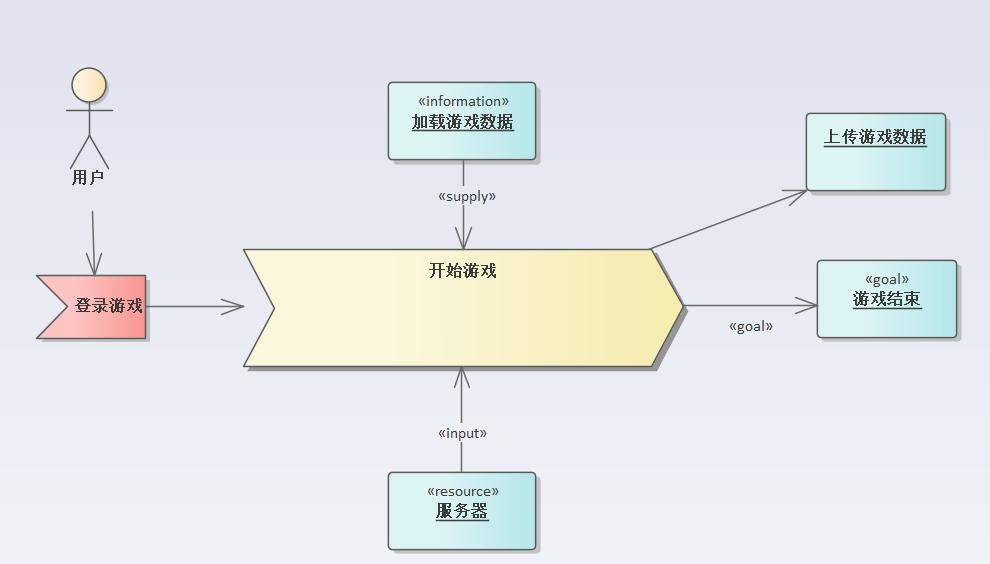 用户
登录游戏
«information»
加载游戏数据
«supply»
开始游戏
«input»
«resource»
服务器
上传游戏数据
«goal»
游戏结束
«goal»